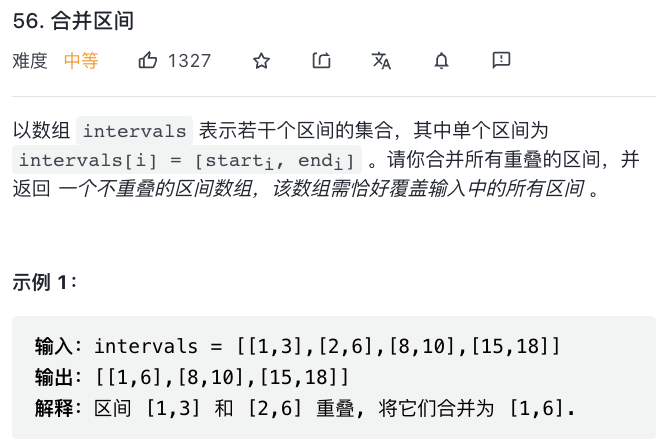 56. 合并区间
难度 中等 1327
以数组 intervals 表示若干个区间的集合，其中单个区间为
intervals[i] = [starti, endi] 。请你合并所有重叠的区间，并
返回 一个不重叠的区间数组，该数组需恰好覆盖输入中的所有区间 。
示例 1：
输入：intervals = [[1,3],[2,6],[8,10],[15,18]]
输出：[[1,6],[8,10],[15,18]]
解释：区间 [1,3] 和 [2,6] 重叠, 将它们合并为 [1,6].